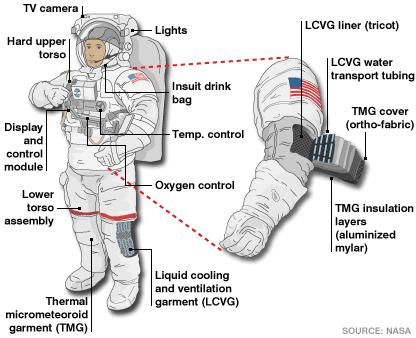 TV camera
Lights
Hard upper
torso
Insuit drink
bag
Display
and
control
module
Temp. control
Oxygen control
Lower
torso
assembly
Liquid cooling
and ventilation
garment (LCVG)
Thermal
micrometeoroid
garment (TMG)
LCVG liner (tricot)
LCVG water
transport tubing
TMG cover
(ortho-fabric)
TMG insulation
layers
(aluminized
mylar)
SOURCE: NASA